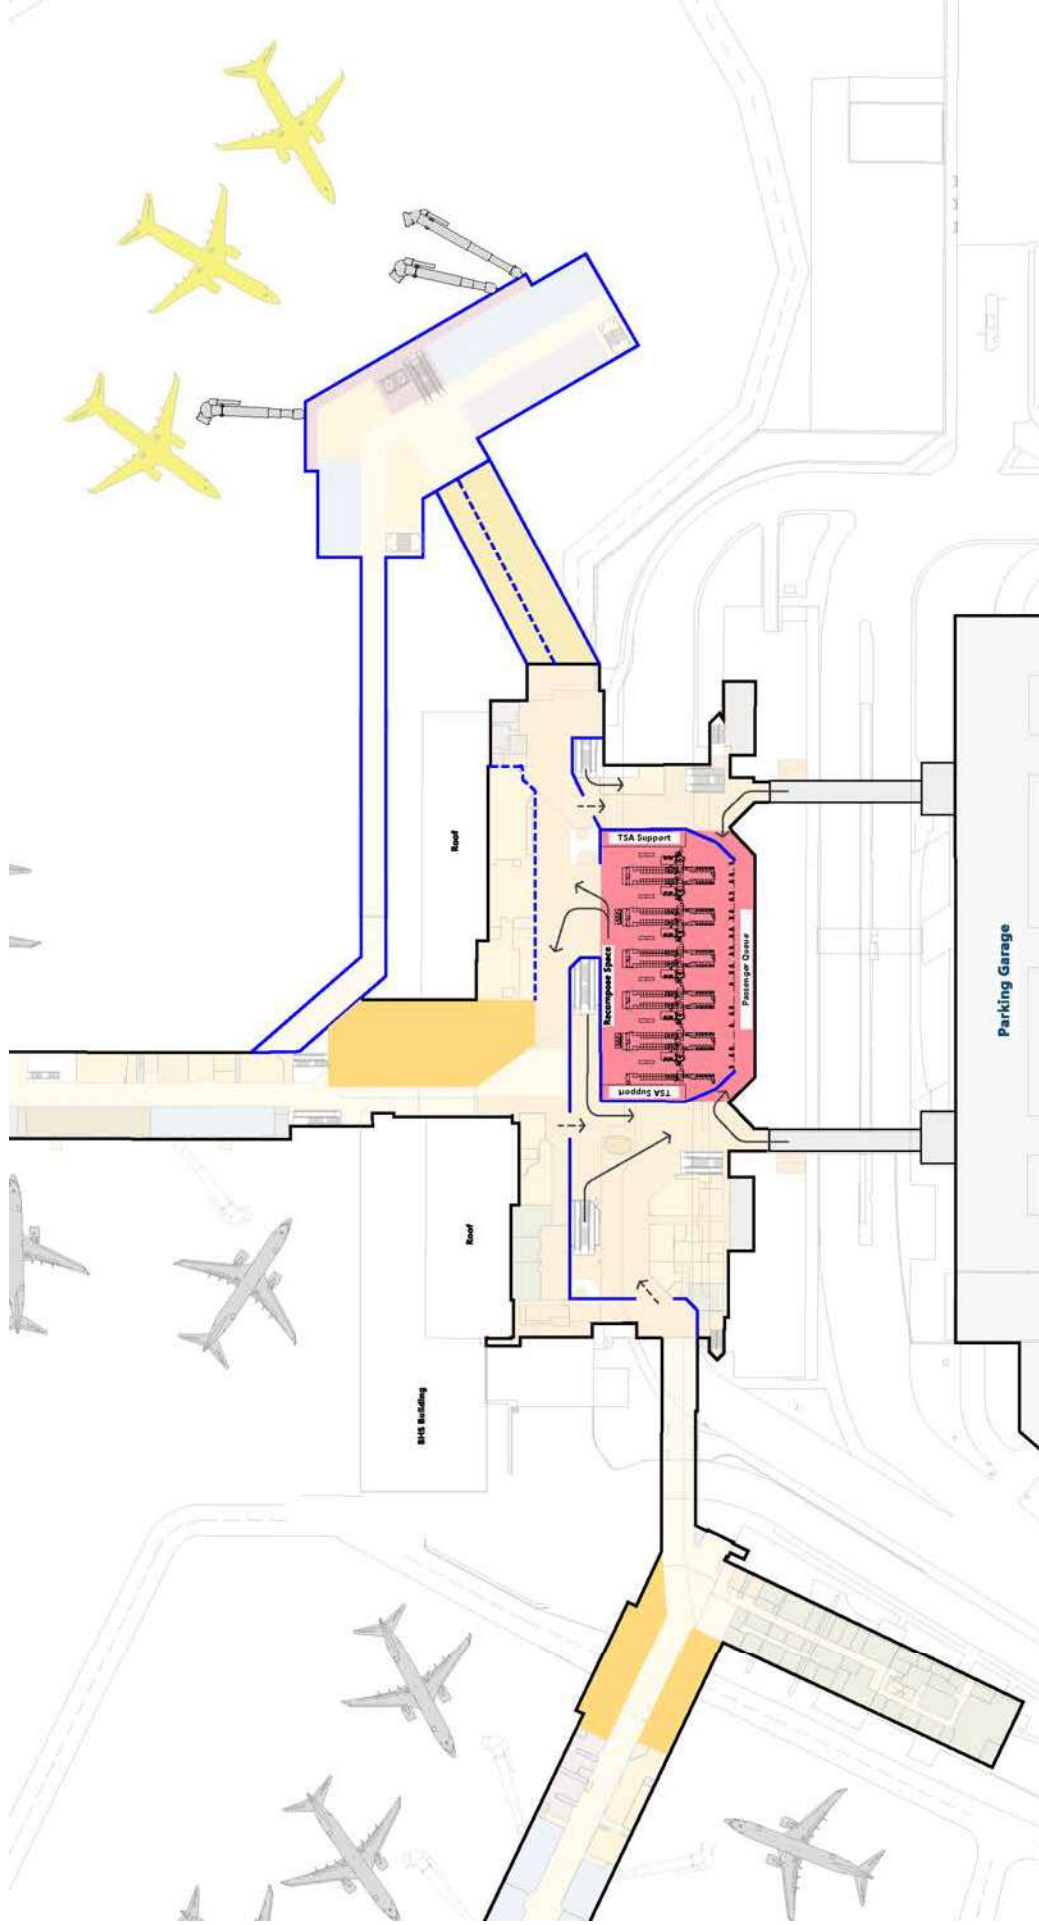 Roof
TSA Support
Recompose Space
Passenger Queue
TSA Support
Parking Garage
Roof
BHS Building